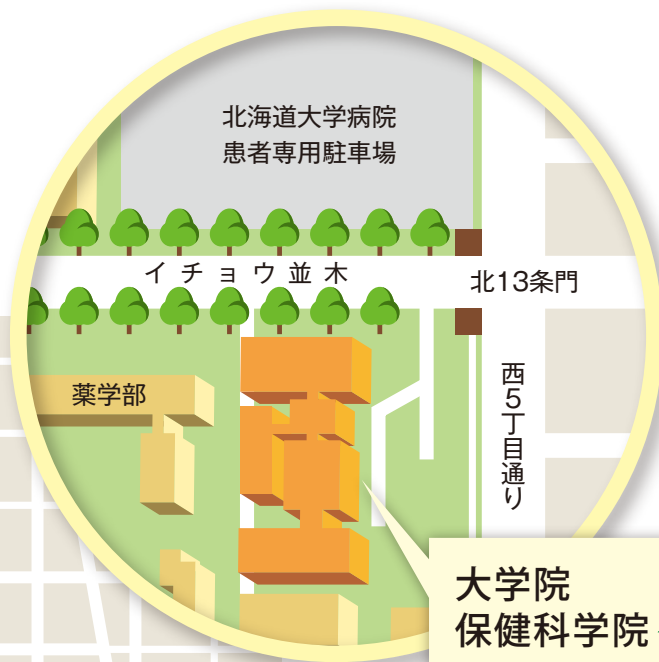 北海道大学病院
患者専用駐車場
イチョウ並木
北13条門
薬学部
西5丁目通り
大学院
保健科学院